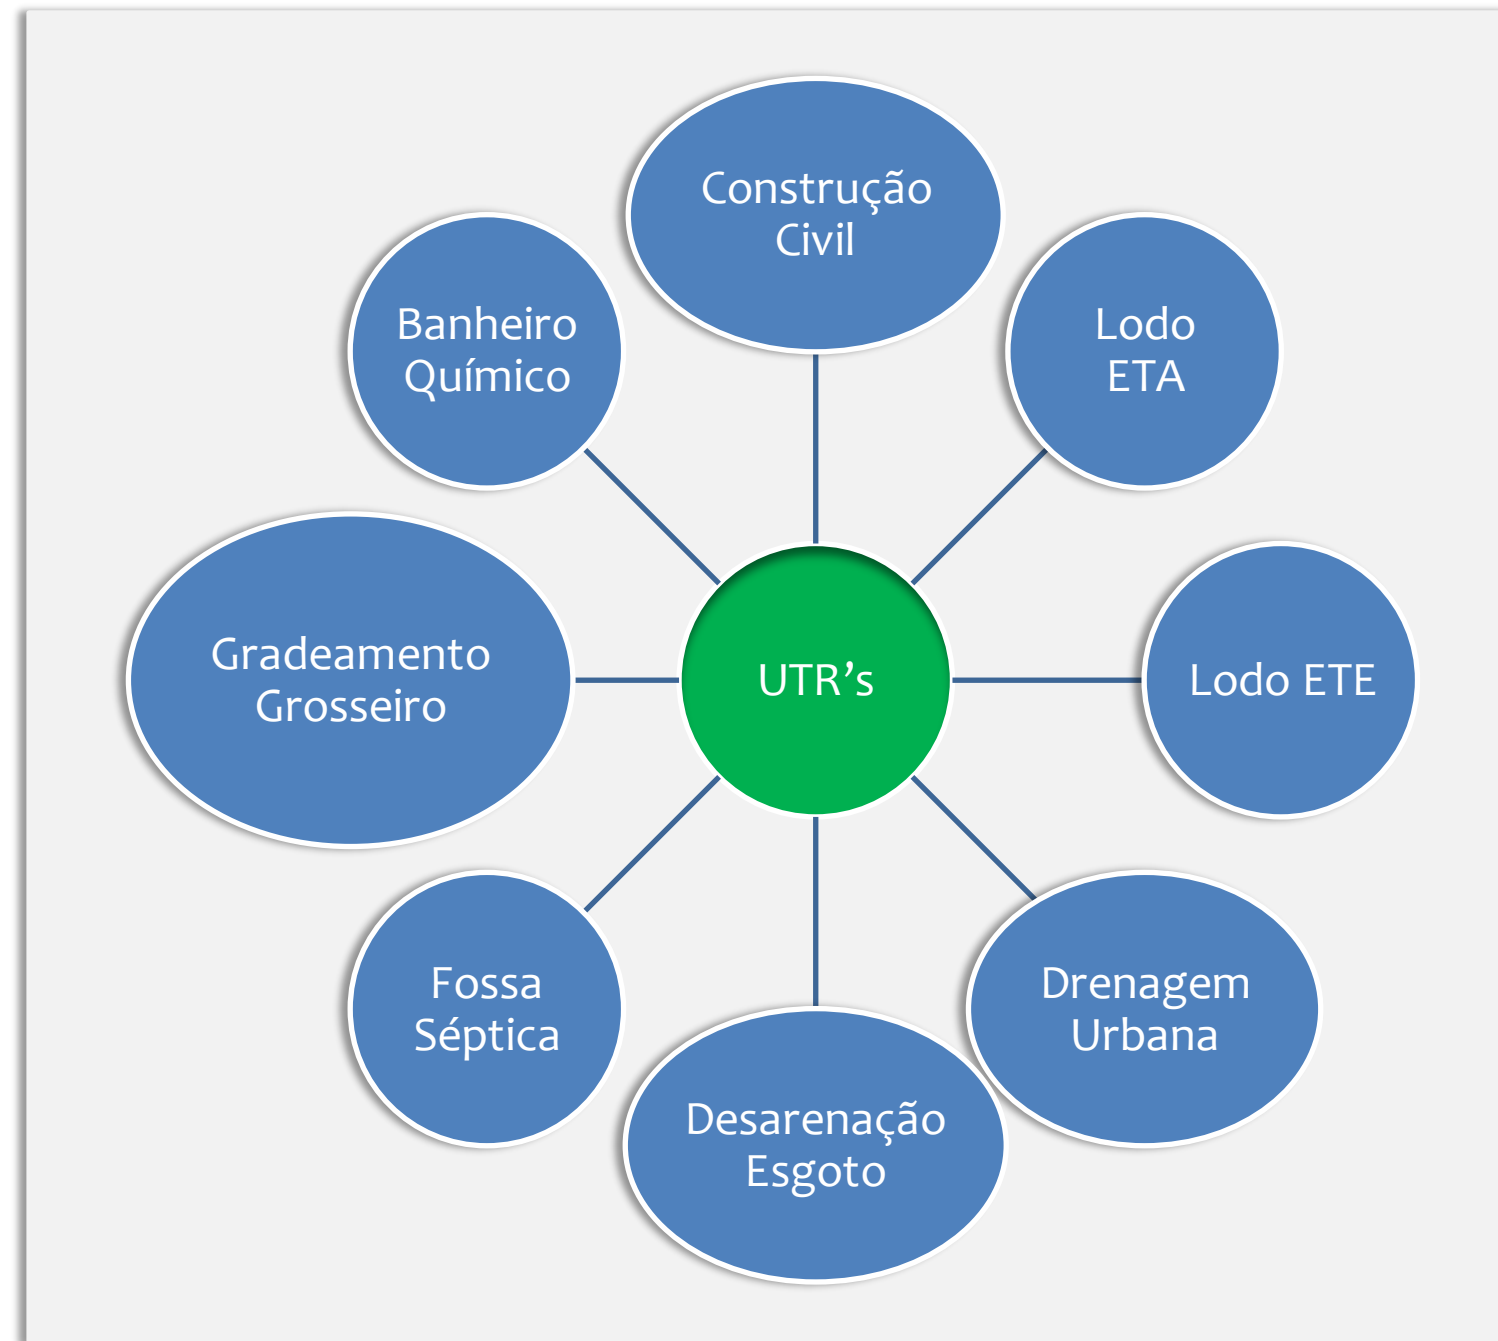 Construção
Civil
Banheiro
Químico
Lodo
ETA
Gradeamento
Grosseiro
UTR’s
Lodo ETE
Fossa
Séptica
Drenagem
Urbana
Desarenação
Esgoto